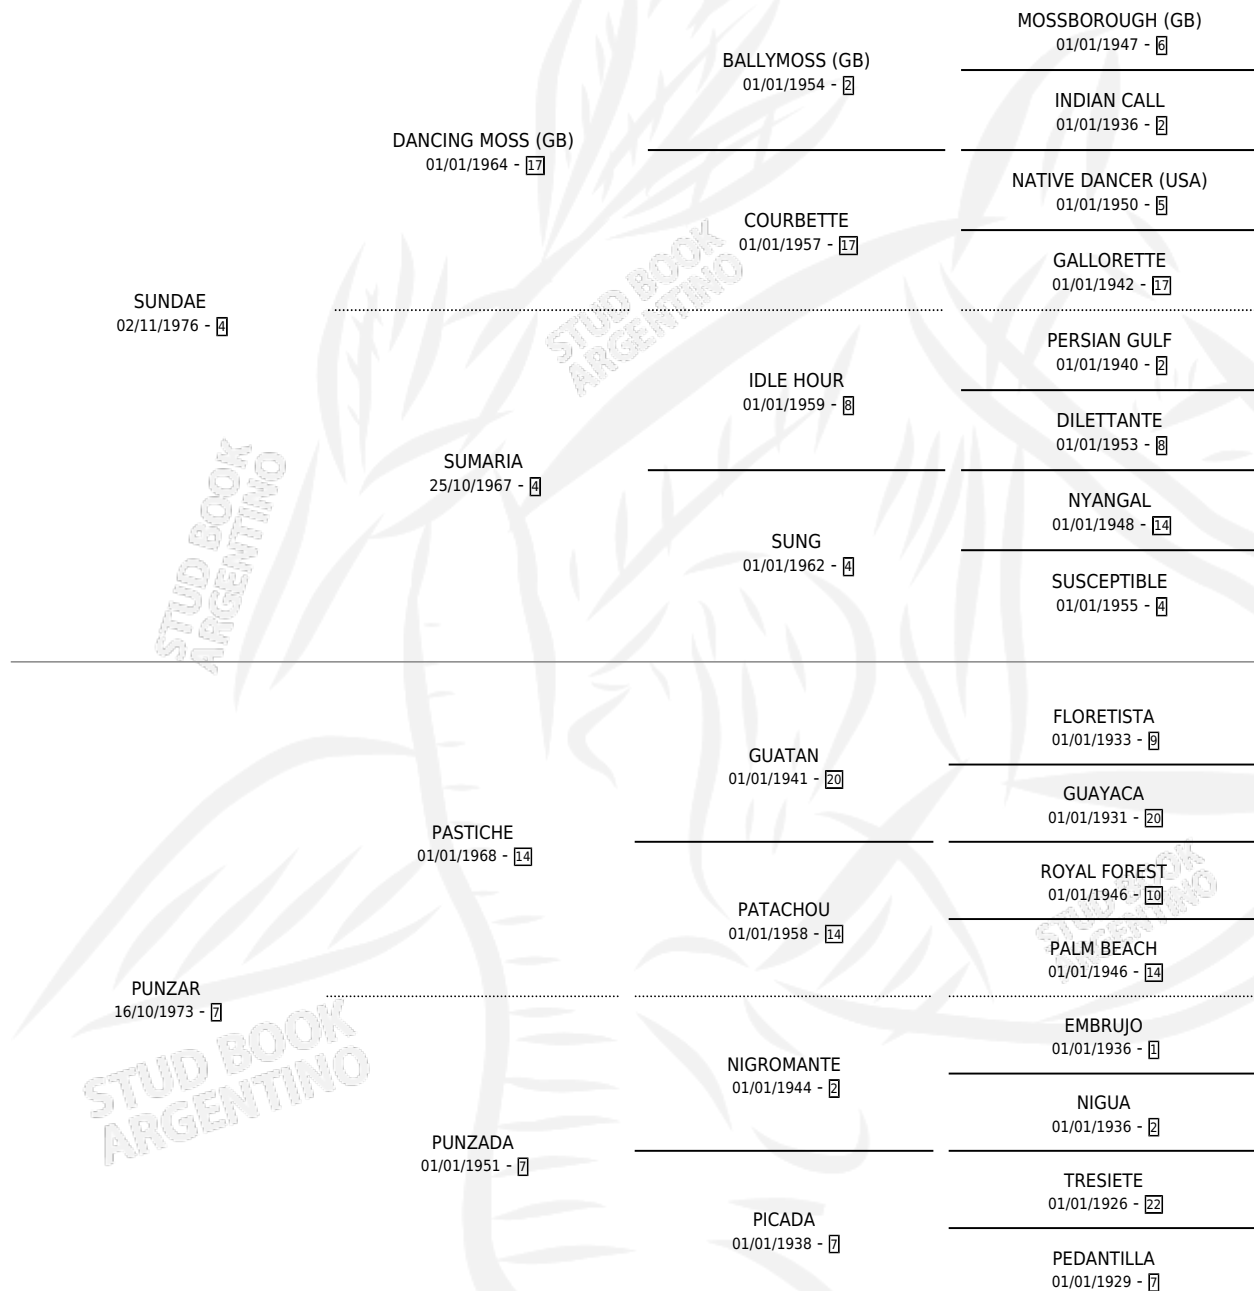 MOSSBOROUGH (GB)
01/01/1947 - 6
BALLYMOSS (GB)
01/01/1954 - 2
INDIAN CALL
01/01/1936 - 2
DANCING MOSS (GB)
01/01/1964 - 17
NATIVE DANCER (USA)
01/01/1950 - 5
COURBETTE
01/01/1957 - 17
GALLORETTE
01/01/1942 - 17
SUNDAE
02/11/1976 - 4
STUD BOOK
ARGENTINO
PERSIAN GULF
01/01/1940 - 2
IDLE HOUR
01/01/1959 - 8
DILETTANTE
01/01/1953 - 8
SUMARIA
25/10/1967 - 4
NYANGAL
01/01/1948 - 14
SUNG
01/01/1962 - 4
SUSCEPTIBLE
01/01/1955 - 4
STUD BOOK
ARGENTINO
FLORETISTA
01/01/1933 - 9
GUATAN
01/01/1941 - 20
GUAYACA
01/01/1931 - 20
PASTICHE
01/01/1968 - 14
ROYAL FOREST
01/01/1946 - 10
PATACHOU
01/01/1958 - 14
PALM BEACH
01/01/1946 - 14
STUD BOOK
ARGENTINO
PUNZAR
16/10/1973 - 7
STUD BOOK
ARGENTINO
EMBRUJO
01/01/1936 - 1
NIGROMANTE
01/01/1944 - 2
NIGUA
01/01/1936 - 2
PUNZADA
01/01/1951 - 7
TRESIETE
01/01/1926 - 22
PICADA
01/01/1938 - 7
PEDANTILLA
01/01/1929 - 7